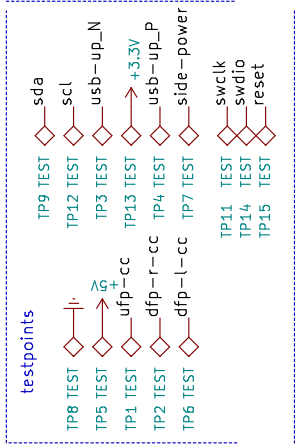 sda
scl
usb-up_N
+3.3V
usb-up_P
side-power
swclk
swdio
reset
TP9 TEST
TP12 TEST
TP3 TEST
TP13 TEST
TP4 TEST
TP7 TEST
TP11 TEST
TP14 TEST
TP15 TEST
testpoints
+5V
ufp-cc
dfp-r-cc
dfp-l-cc
TP8 TEST
TP5 TEST
TP1 TEST
TP2 TEST
TP6 TEST